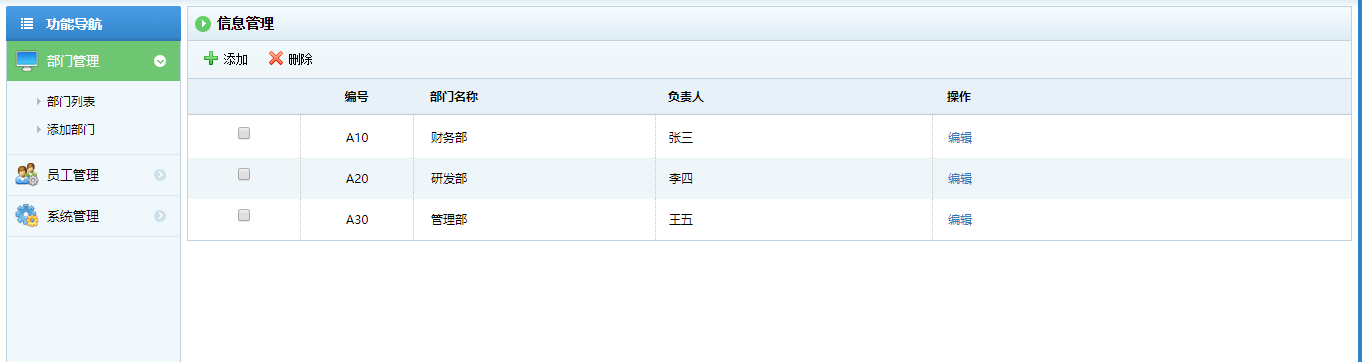 功能导航
部门管理
部门列表
添加部门
员工管理
系统管理
信息管理
添加 删除
编号 部门名称 负责人 操作
A10 财务部 张三 编辑
A20 研发部 李四 编辑
A30 管理部 王五 编辑